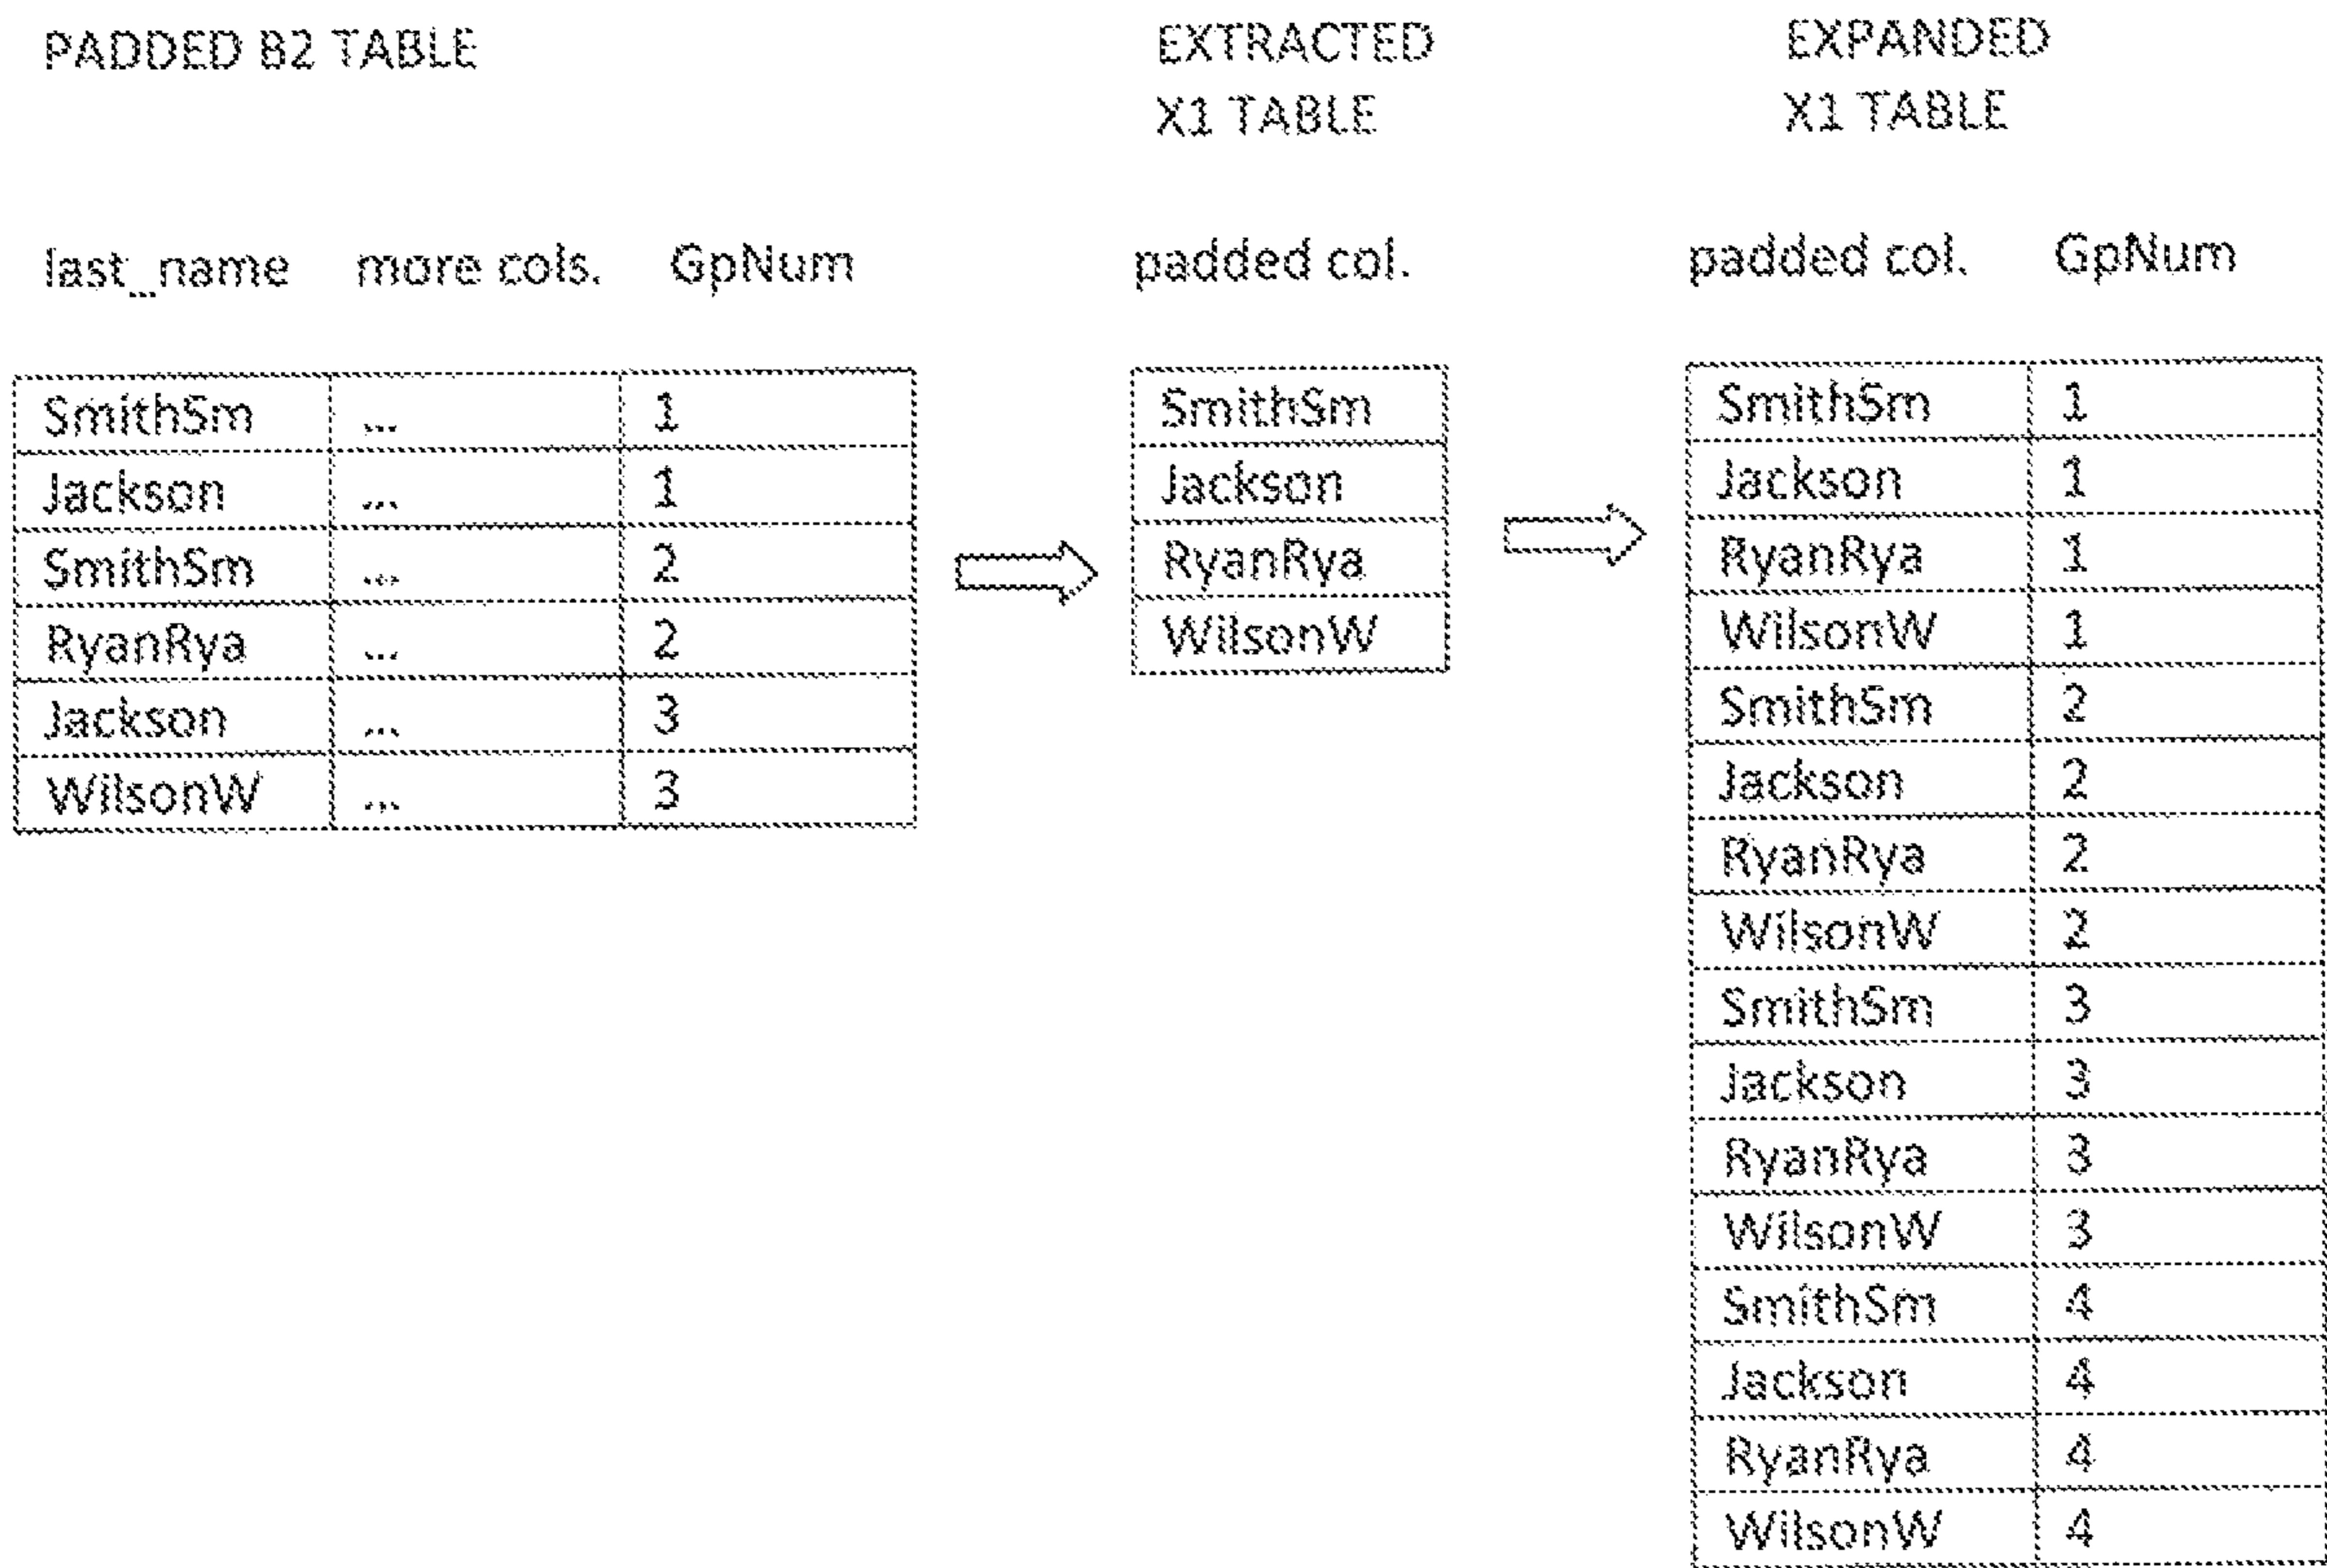 PADDED B2 TABLE
last_name more cols. GpNum
SmithSm ... 1
Jackson ... 1
SmithSm ... 2
RyanRya ... 2
Jackson ... 3
WilsonW ... 3
EXTRACTED
X1 TABLE
padded col.
SmithSm
Jackson
RyanRya
WilsonW
EXPANDED
X1 TABLE
padded col. GpNum
SmithSm 1
Jackson 1
RyanRya 1
WilsonW 1
SmithSm 2
Jackson 2
RyanRya 2
WilsonW 2
SmithSm 3
Jackson 3
RyanRya 3
WilsonW 3
SmithSm 4
Jackson 4
RyanRya 4
WilsonW 4